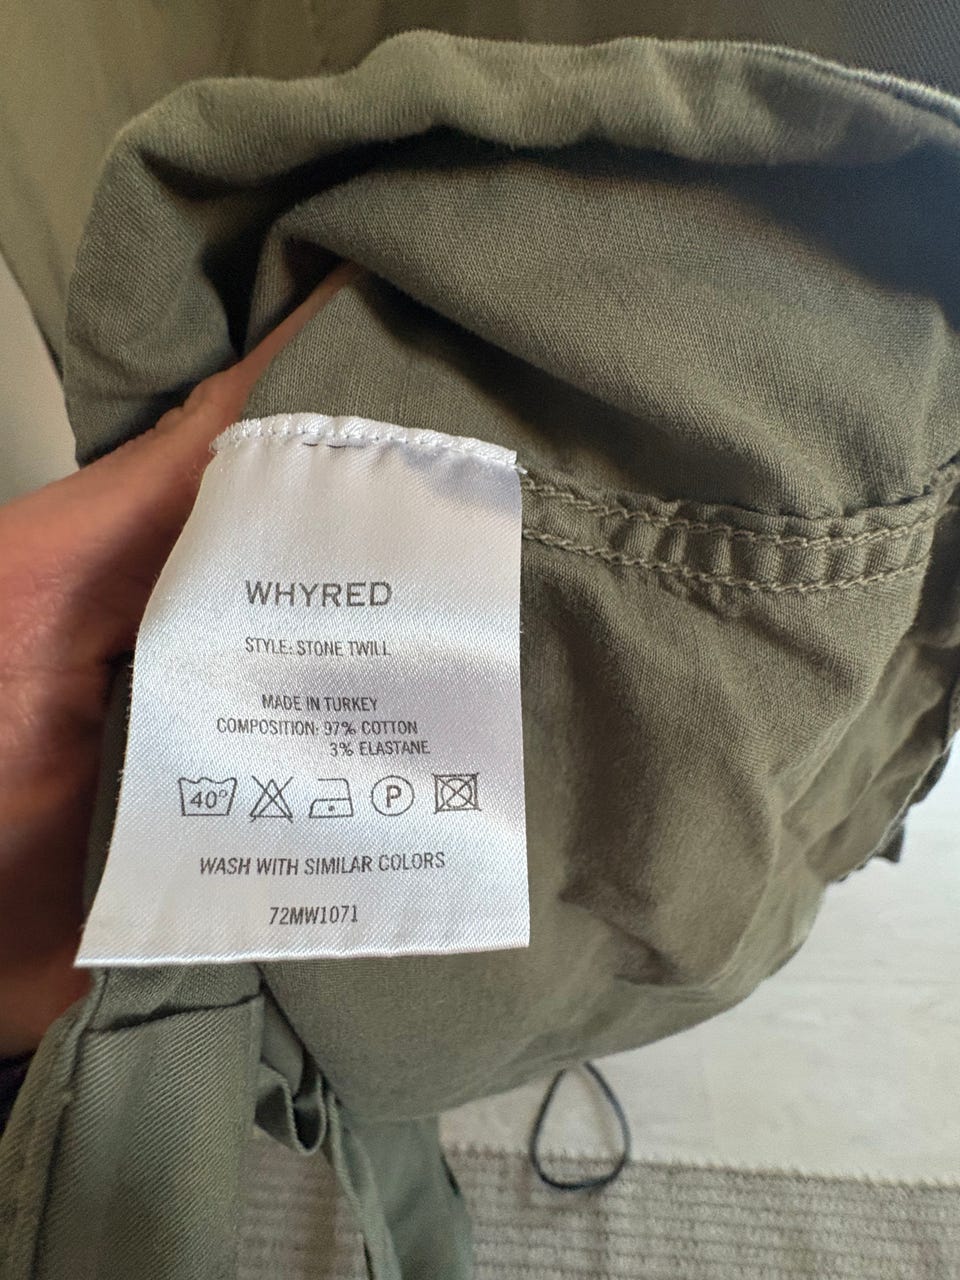 WHYRED
STYLE: STONE TWILL
MADE IN TURKEY
COMPOSITION: 97% COTTON
3% ELASTANE
40° P
WASH WITH SIMILAR COLORS
72MW1071